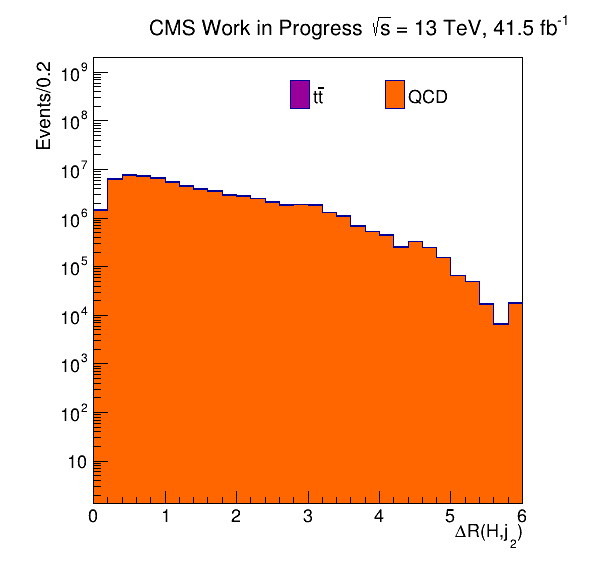 CMS Work in Progress √s = 13 TeV, 41.5 fb⁻¹
Events/0.2
tt̄
QCD
10⁹
10⁸
10⁷
10⁶
10⁵
10⁴
10³
10²
10
0 1 2 3 4 5 6
ΔR(H,j₂)